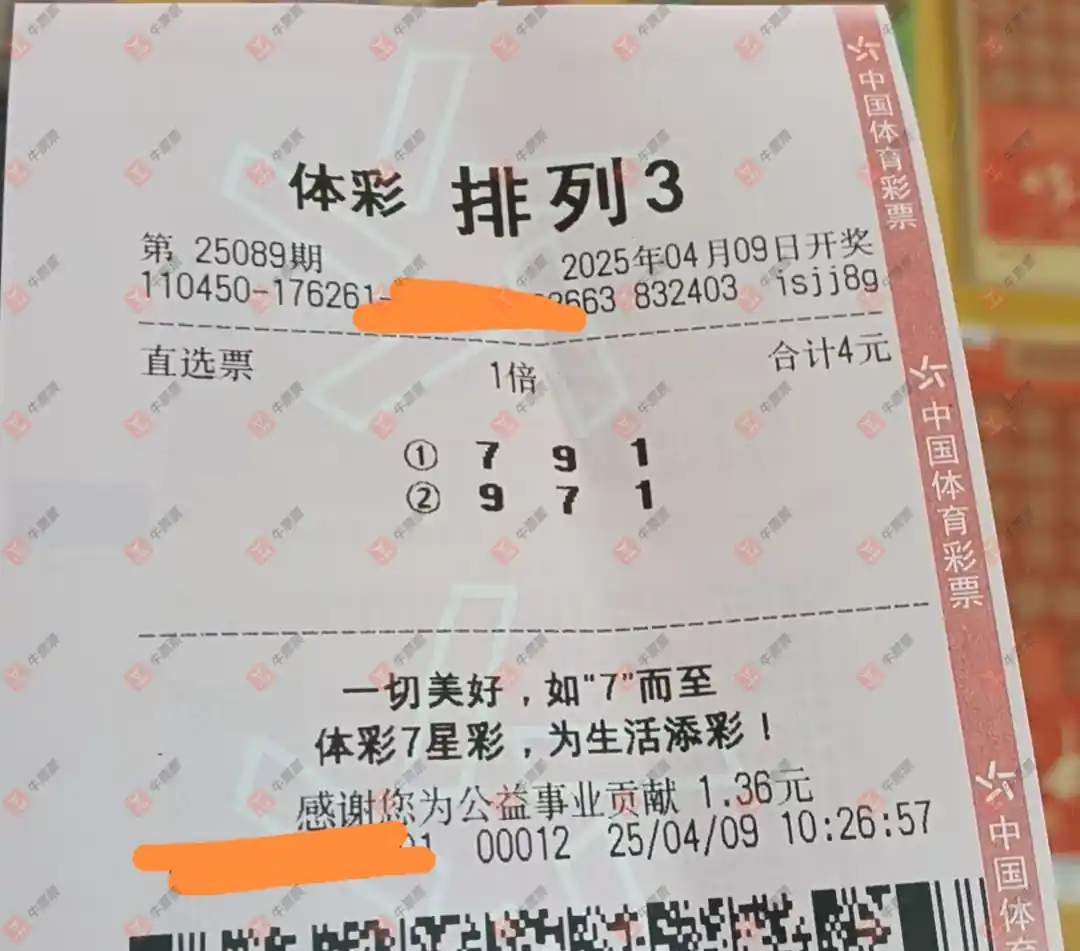 体彩 排列3
第 25089期 2025年04月09日开奖
110450-176261- 663 832403 isjj8g
直选票 1倍 合计4元
① 7 9 1
② 9 7 1
一切美好，如“7”而至
体彩7星彩，为生活添彩！
感谢您为公益事业贡献 1.36元
1 00012 25/04/09 10:26:57
中国体育彩票
中国体育彩票
中国体育